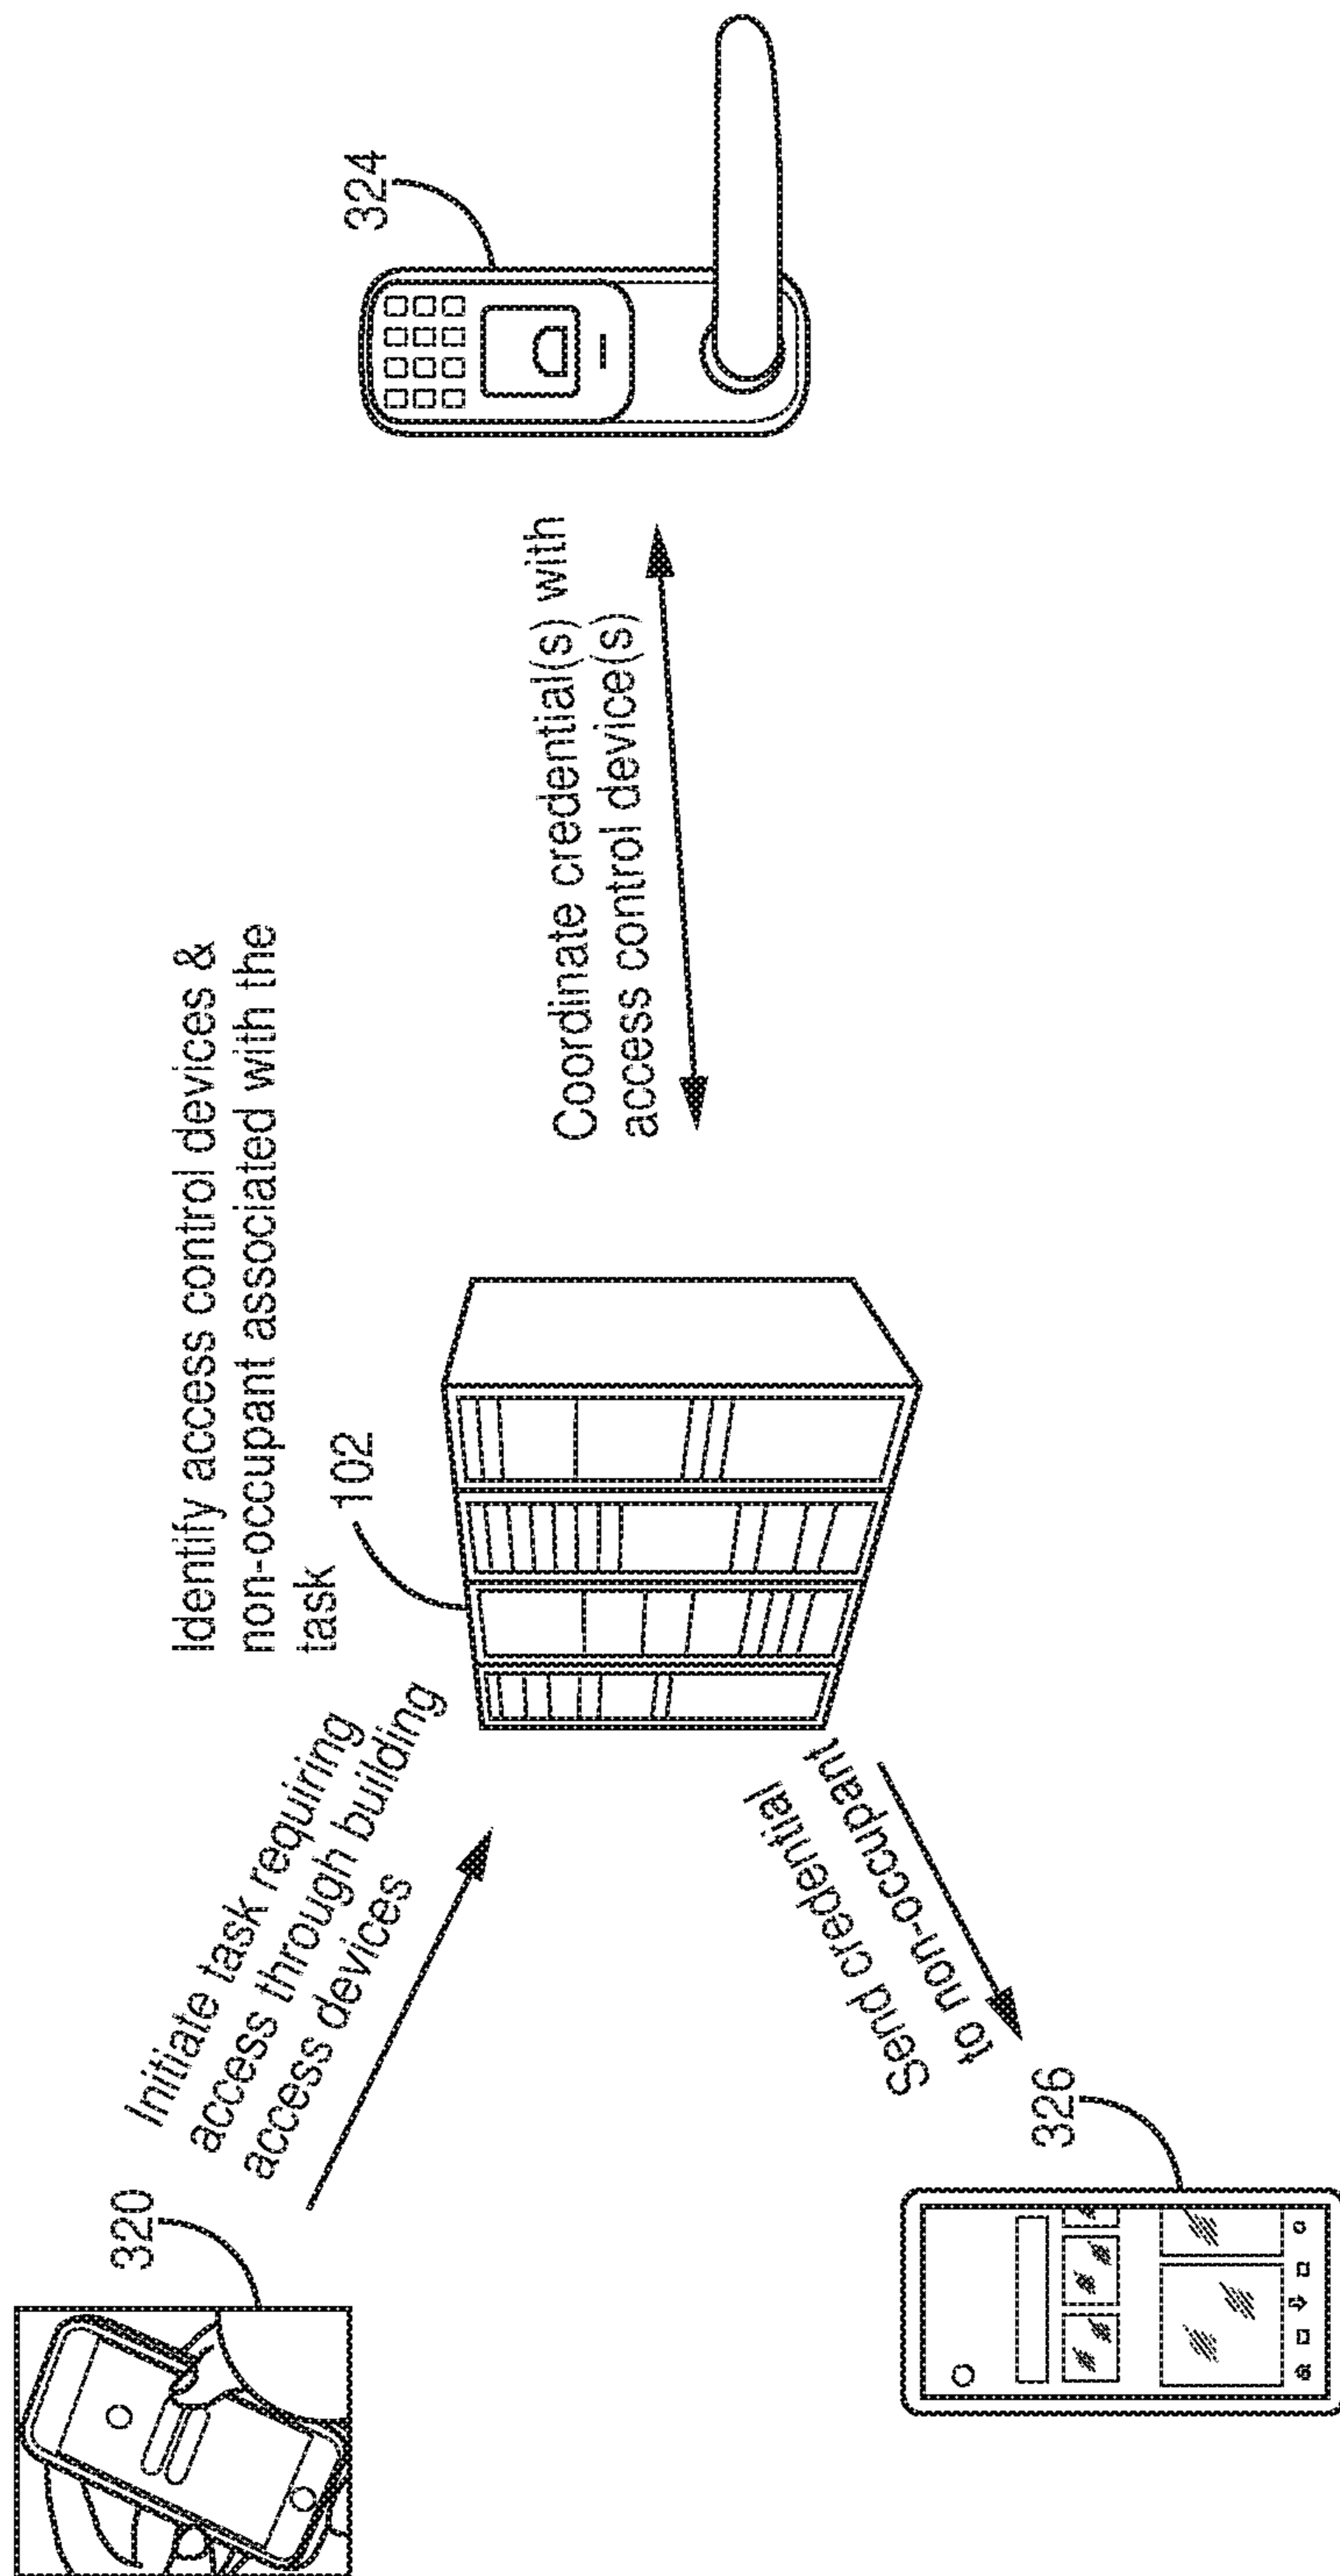 320
Initiate task requiring
access through building
access devices
Identify access control devices &
non-occupant associated with the
task
102
Coordinate credential(s) with
access control device(s)
324
Send credential
to non-occupant
326